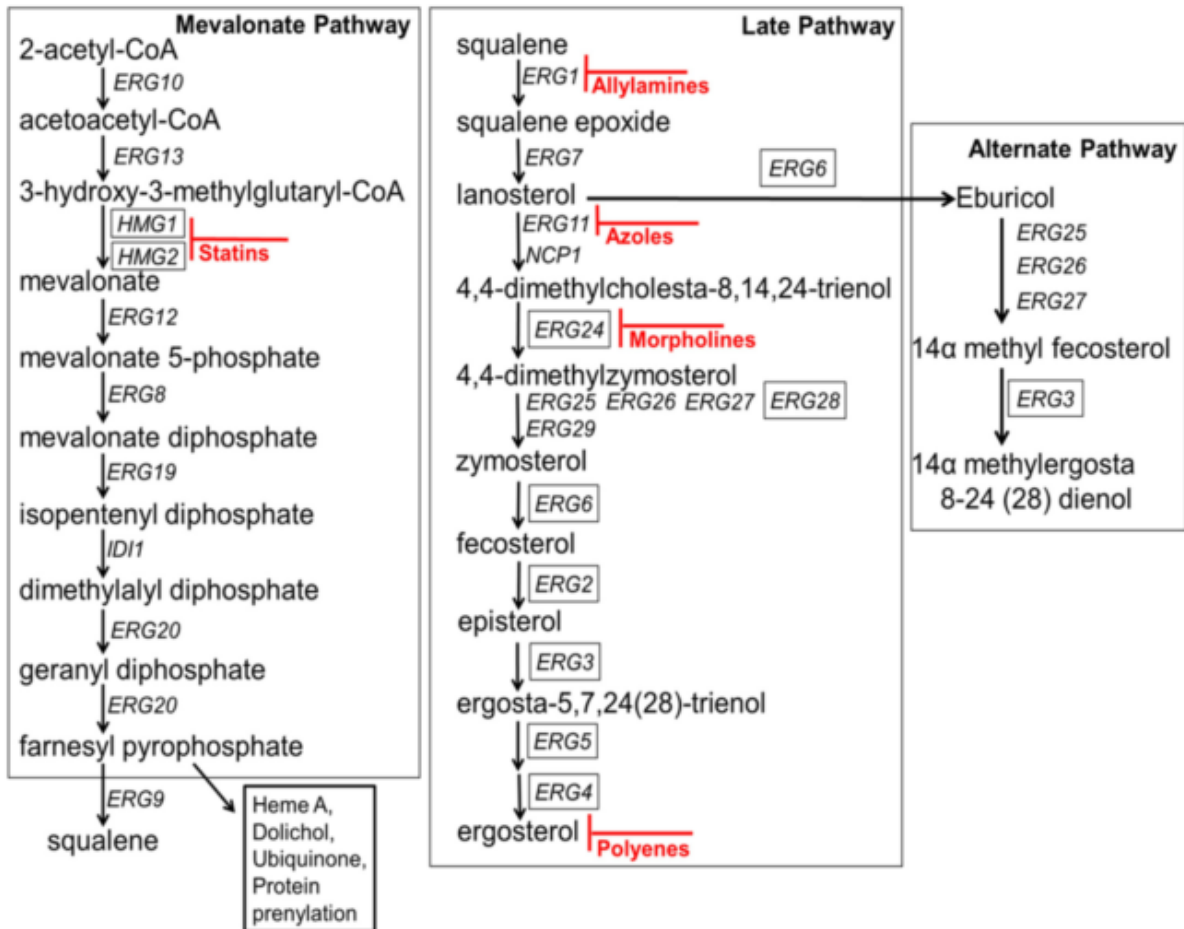 Mevalonate Pathway
2-acetyl-CoA
ERG10
acetoacetyl-CoA
ERG13
3-hydroxy-3-methylglutaryl-CoA
HMG1
HMG2
Statins
mevalonate
ERG12
mevalonate 5-phosphate
ERG8
mevalonate diphosphate
ERG19
isopentenyl diphosphate
IDI1
dimethylalyl diphosphate
ERG20
geranyl diphosphate
ERG20
farnesyl pyrophosphate
ERG9
squalene
Heme A,
Dolichol,
Ubiquinone,
Protein
prenylation
Late Pathway
squalene
ERG1
Allylamines
squalene epoxide
ERG7
lanosterol
ERG6
ERG11
Azoles
NCP1
4,4-dimethylcholesta-8,14,24-trienol
ERG24
Morpholines
4,4-dimethylzymosterol
ERG25 ERG26 ERG27 ERG28
ERG29
zymosterol
ERG6
fecosterol
ERG2
episterol
ERG3
ergosta-5,7,24(28)-trienol
ERG5
ERG4
ergosterol
Polyenes
Alternate Pathway
Eburicol
ERG25
ERG26
ERG27
14α methyl fecosterol
ERG3
14α methylergosta
8-24 (28) dienol